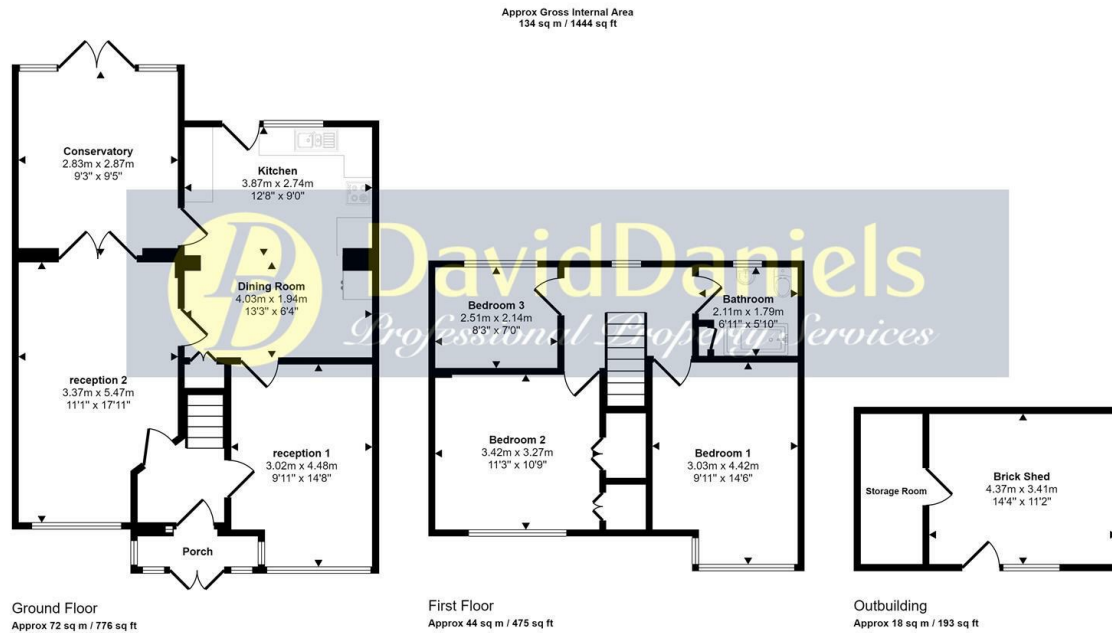 Approx Gross Internal Area
134 sq m / 1444 sq ft
Conservatory
2.83m x 2.87m
9'3" x 9'5"
Kitchen
3.87m x 2.74m
12'8" x 9'0"
Dining Room
4.03m x 1.94m
13'3" x 6'4"
reception 2
3.37m x 5.47m
11'1" x 17'11"
reception 1
3.02m x 4.48m
9'11" x 14'8"
Porch
Ground Floor
Approx 72 sq m / 776 sq ft
DavidDaniels
Professional Property Services
Bedroom 3
2.51m x 2.14m
8'3" x 7'0"
Bathroom
2.11m x 1.79m
6'11" x 5'10"
Bedroom 2
3.42m x 3.27m
11'3" x 10'9"
Bedroom 1
3.03m x 4.42m
9'11" x 14'6"
First Floor
Approx 44 sq m / 475 sq ft
Storage Room
Brick Shed
4.37m x 3.41m
14'4" x 11'2"
Outbuilding
Approx 18 sq m / 193 sq ft